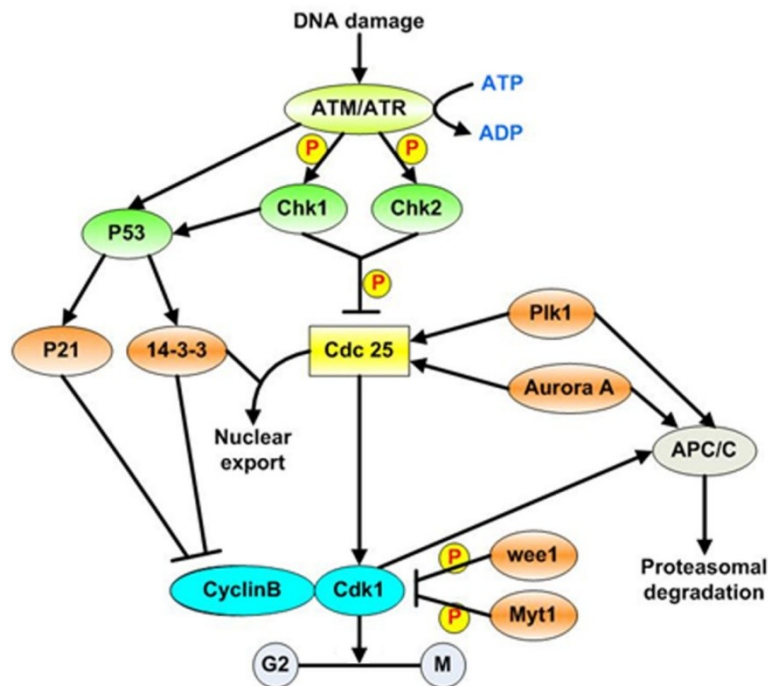 DNA damage
ATM/ATR
ATP
ADP
P
P
Chk1
Chk2
P53
P
Plk1
P21
14-3-3
Cdc 25
Aurora A
Nuclear
export
APC/C
P
wee1
CyclinB
Cdk1
Proteasomal
degradation
P
Myt1
G2
M